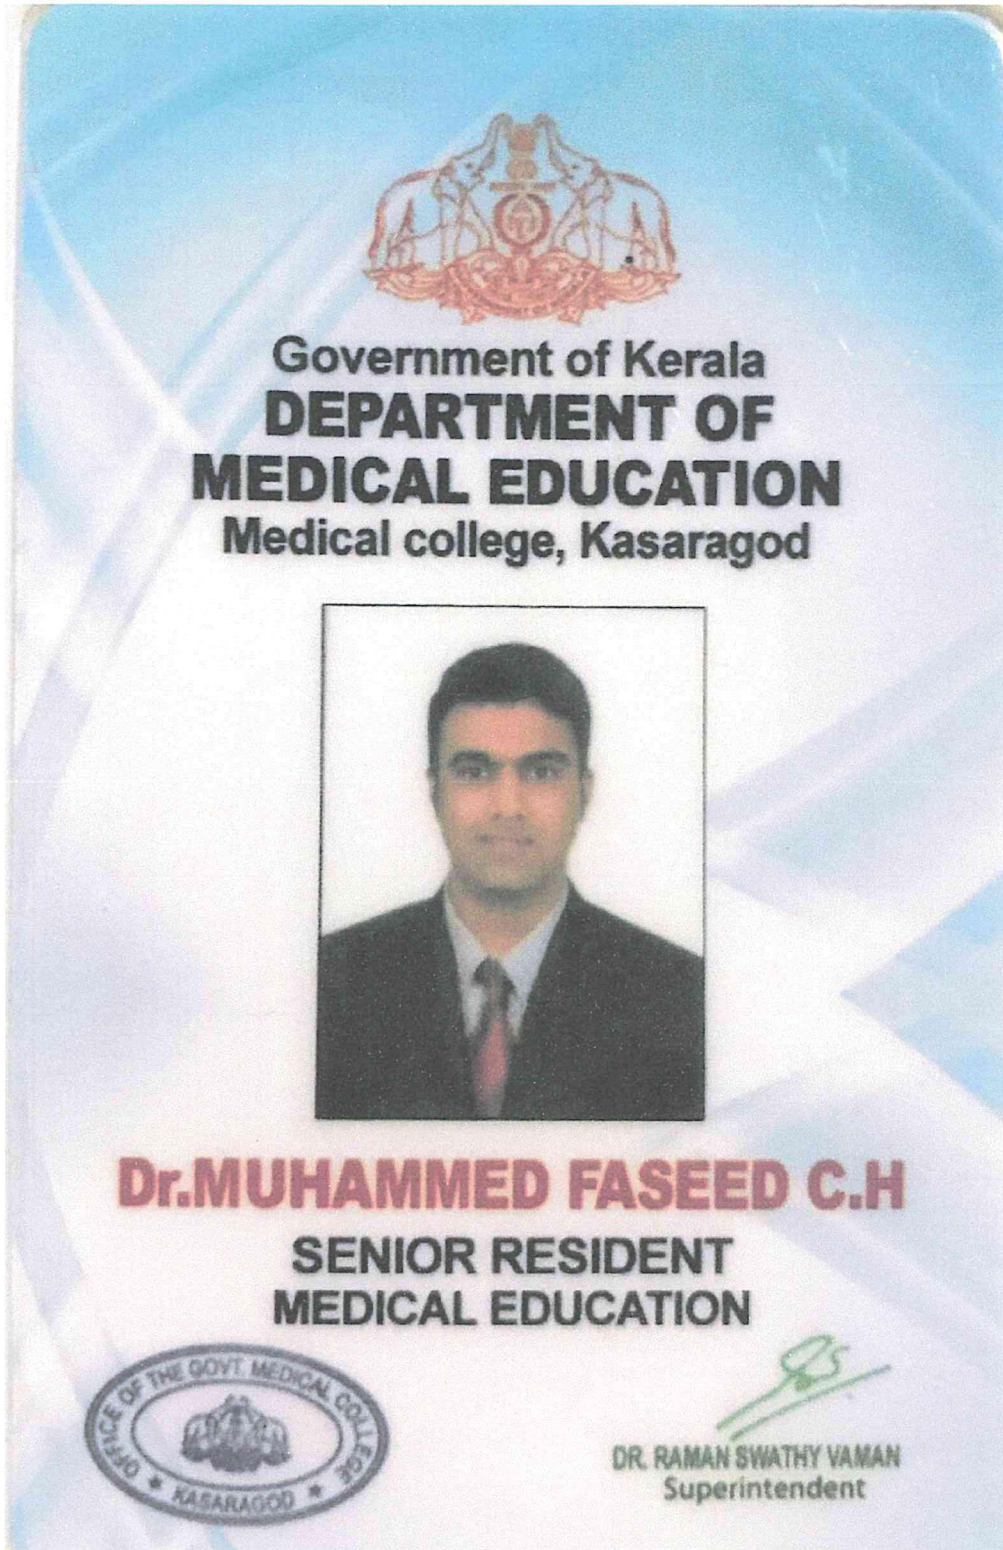 Government of Kerala
DEPARTMENT OF
MEDICAL EDUCATION
Medical college, Kasaragod
Dr.MUHAMMED FASEED C.H
SENIOR RESIDENT
MEDICAL EDUCATION
OFFICE OF THE GOVT. MEDICAL COLLEGE
KASARAGOD
DR. RAMAN SWATHY VAMAN
Superintendent